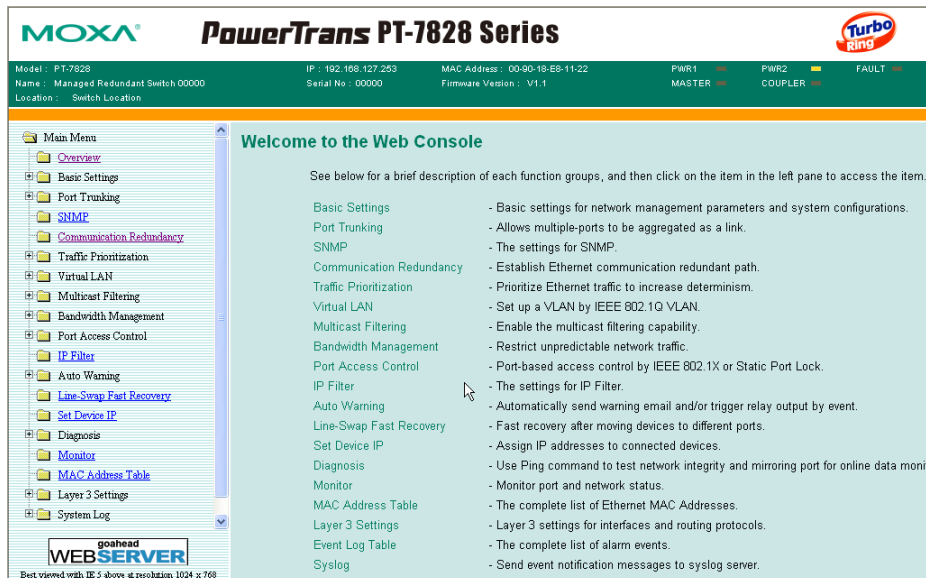 MOXA® PowerTrans PT-7828 Series Turbo Ring
Model : PT-7828 IP : 192.168.127.253 MAC Address : 00-90-18-E8-11-22 PWR1 PWR2 FAULT
Name : Managed Redundant Switch 00000 Serial No : 00000 Firmware Version : V1.1 MASTER COUPLER
Location : Switch Location
Main Menu
Overview
Basic Settings
Port Trunking
SNMP
Communication Redundancy
Traffic Prioritization
Virtual LAN
Multicast Filtering
Bandwidth Management
Port Access Control
IP Filter
Auto Warning
Line-Swap Fast Recovery
Set Device IP
Diagnosis
Monitor
MAC Address Table
Layer 3 Settings
System Log
goahead
WEBSERVER
Best viewed with IE 5 above at resolution 1024 x 768
Welcome to the Web Console
See below for a brief description of each function groups, and then click on the item in the left pane to access the item.
Basic Settings - Basic settings for network management parameters and system configurations.
Port Trunking - Allows multiple-ports to be aggregated as a link.
SNMP - The settings for SNMP.
Communication Redundancy - Establish Ethernet communication redundant path.
Traffic Prioritization - Prioritize Ethernet traffic to increase determinism.
Virtual LAN - Set up a VLAN by IEEE 802.1Q VLAN.
Multicast Filtering - Enable the multicast filtering capability.
Bandwidth Management - Restrict unpredictable network traffic.
Port Access Control - Port-based access control by IEEE 802.1X or Static Port Lock.
IP Filter - The settings for IP Filter.
Auto Warning - Automatically send warning email and/or trigger relay output by event.
Line-Swap Fast Recovery - Fast recovery after moving devices to different ports.
Set Device IP - Assign IP addresses to connected devices.
Diagnosis - Use Ping command to test network integrity and mirroring port for online data moni
Monitor - Monitor port and network status.
MAC Address Table - The complete list of Ethernet MAC Addresses.
Layer 3 Settings - Layer 3 settings for interfaces and routing protocols.
Event Log Table - The complete list of alarm events.
Syslog - Send event notification messages to syslog server.